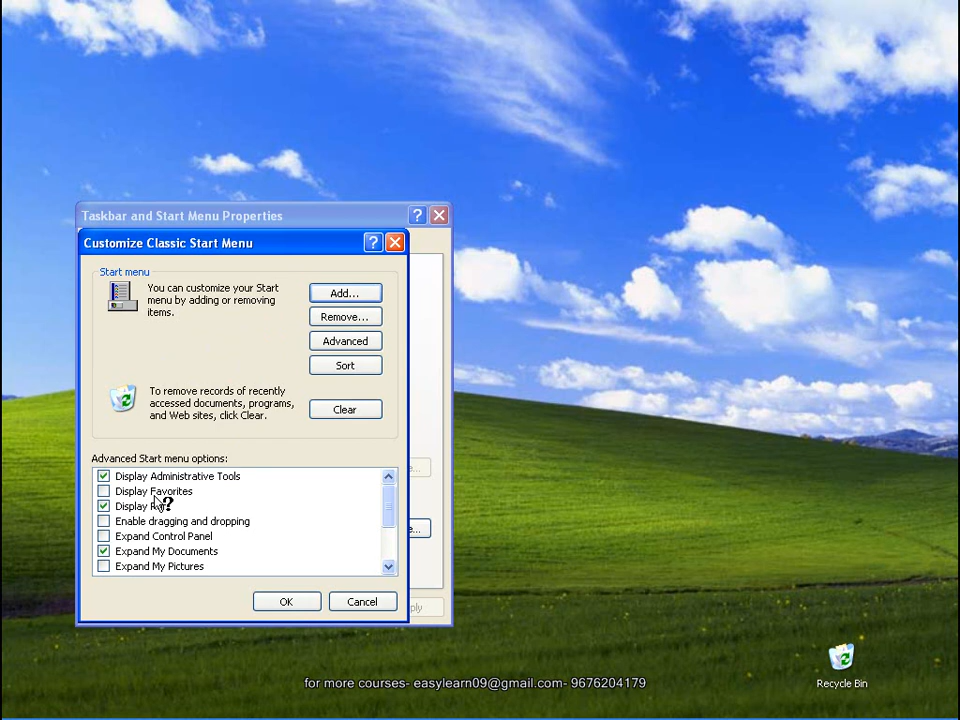 Taskbar and Start Menu Properties
Customize Classic Start Menu
Start menu
You can customize your Start
menu by adding or removing
items.
Add...
Remove...
Advanced
Sort
To remove records of recently
accessed documents, programs,
and Web sites, click Clear.
Clear
Advanced Start menu options:
Display Administrative Tools
Display Favorites
Display
Enable dragging and dropping
Expand Control Panel
Expand My Documents
Expand My Pictures
OK
Cancel
for more courses- easylearn09@gmail.com- 9676204179
Recycle Bin